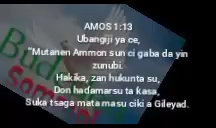 AMOS 1:13
Ubangiji ya ce,
"Mutanen Ammon sun ci gaba da yin
zunubi.
Hakika, zan hukunta su,
Don hadamarsu ta ƙasa,
Suka tsaga mata masu ciki a Gileyad.